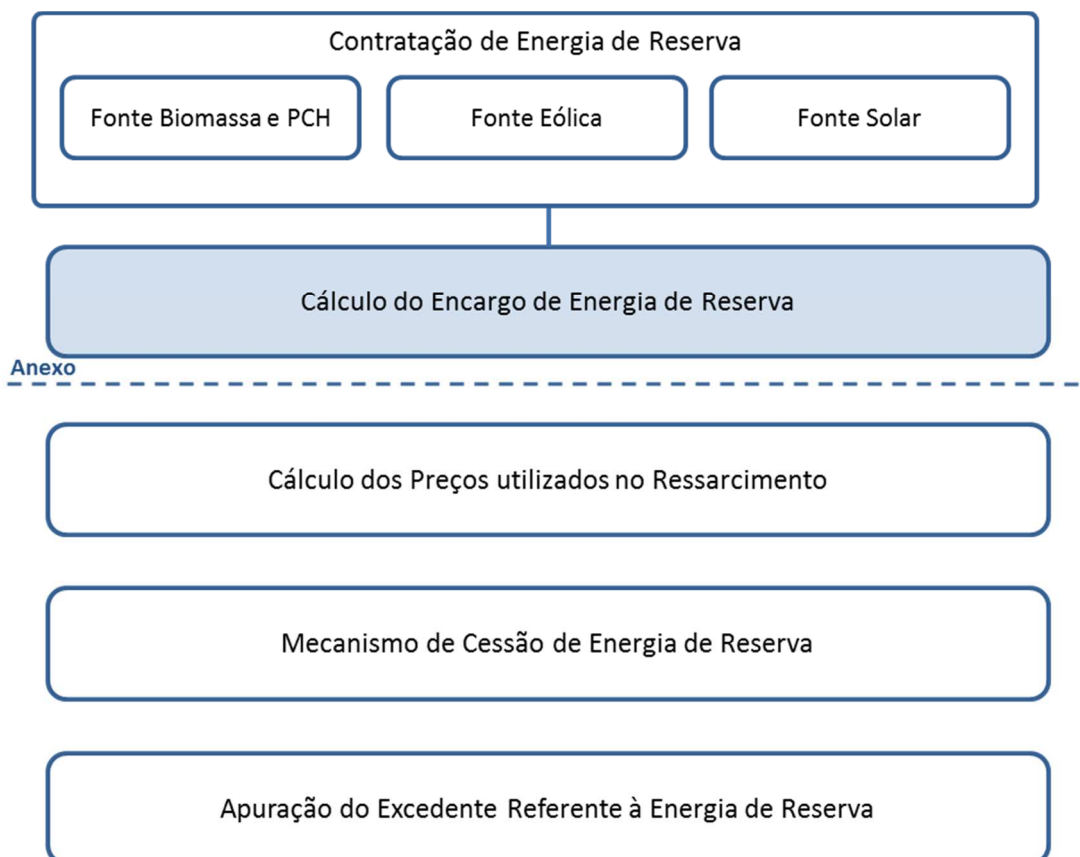 Contratação de Energia de Reserva
Fonte Biomassa e PCH
Fonte Eólica
Fonte Solar
Cálculo do Encargo de Energia de Reserva
Anexo
Cálculo dos Preços utilizados no Ressarcimento
Mecanismo de Cessão de Energia de Reserva
Apuração do Excedente Referente à Energia de Reserva